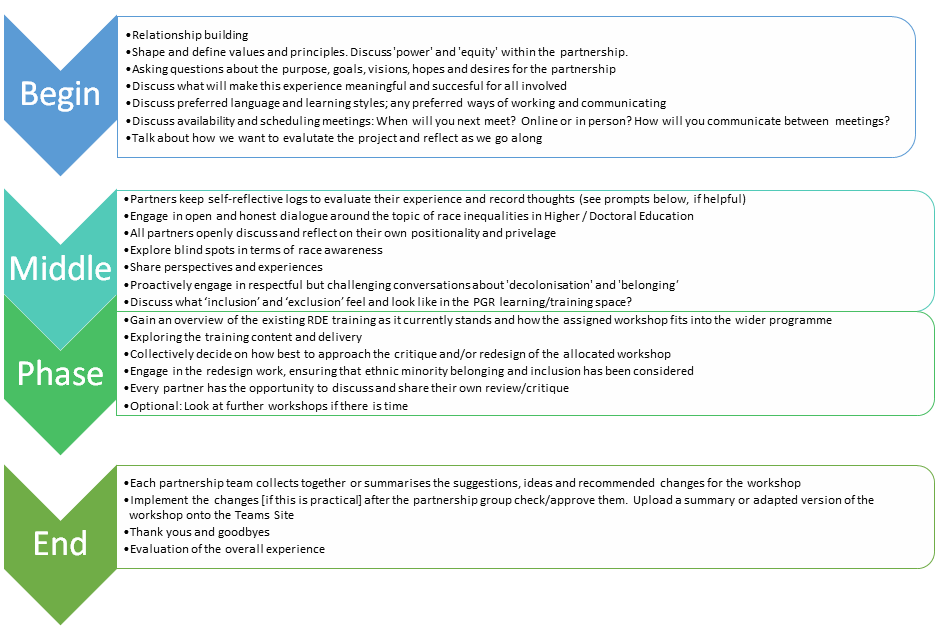 Begin
•Relationship building
•Shape and define values and principles. Discuss 'power' and 'equity' within the partnership.
•Asking questions about the purpose, goals, visions, hopes and desires for the partnership
•Discuss what will make this experience meaningful and succesful for all involved
•Discuss preferred language and learning styles; any preferred ways of working and communicating
•Discuss availability and scheduling meetings: When will you next meet? Online or in person? How will you communicate between meetings?
•Talk about how we want to evalutate the project and reflect as we go along
Middle
•Partners keep self-reflective logs to evaluate their experience and record thoughts (see prompts below, if helpful)
•Engage in open and honest dialogue around the topic of race inequalities in Higher / Doctoral Education
•All partners openly discuss and reflect on their own positionality and privelage
•Explore blind spots in terms of race awareness
•Share perspectives and experiences
•Proactively engage in respectful but challenging conversations about 'decolonisation' and 'belonging’
•Discuss what ‘inclusion’ and ‘exclusion’ feel and look like in the PGR learning/training space?
Phase
•Gain an overview of the existing RDE training as it currently stands and how the assigned workshop fits into the wider programme
•Exploring the training content and delivery
•Collectively decide on how best to approach the critique and/or redesign of the allocated workshop
•Engage in the redesign work, ensuring that ethnic minority belonging and inclusion has been considered
•Every partner has the opportunity to discuss and share their own review/critique
•Optional: Look at further workshops if there is time
End
•Each partnership team collects together or summarises the suggestions, ideas and recommended changes for the workshop
•Implement the changes [if this is practical] after the partnership group check/approve them. Upload a summary or adapted version of the
workshop onto the Teams Site
•Thank yous and goodbyes
•Evaluation of the overall experience